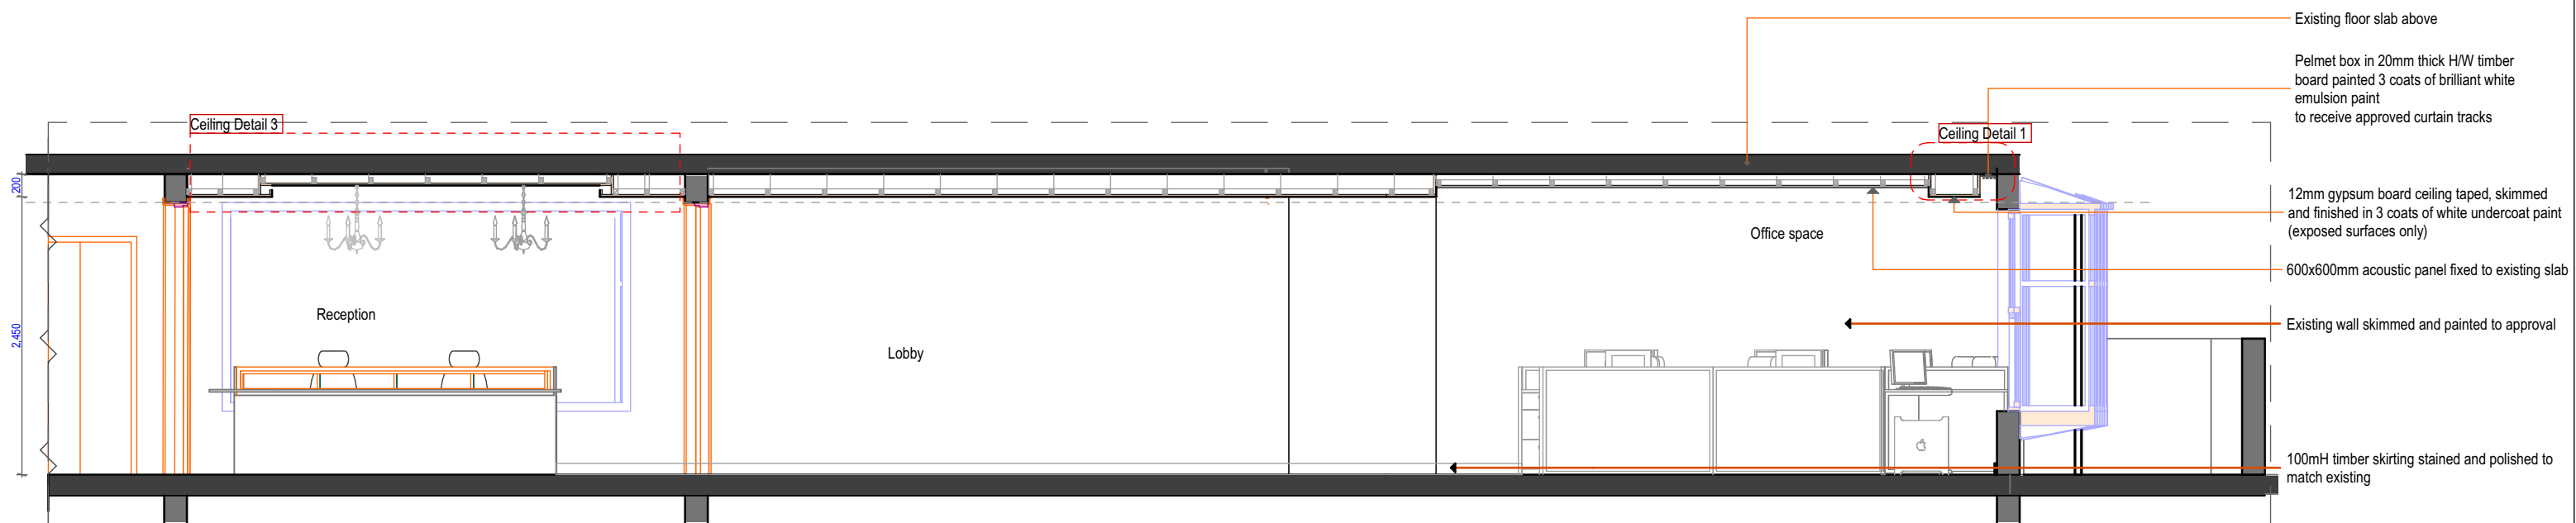 Existing floor slab above
Pelmet box in 20mm thick H/W timber
board painted 3 coats of brilliant white
emulsion paint
to receive approved curtain tracks
Ceiling Detail 3
Ceiling Detail 1
200
12mm gypsum board ceiling taped, skimmed
and finished in 3 coats of white undercoat paint
(exposed surfaces only)
Office space
600x600mm acoustic panel fixed to existing slab
Reception
2,450
Existing wall skimmed and painted to approval
Lobby
100mH timber skirting stained and polished to
match existing